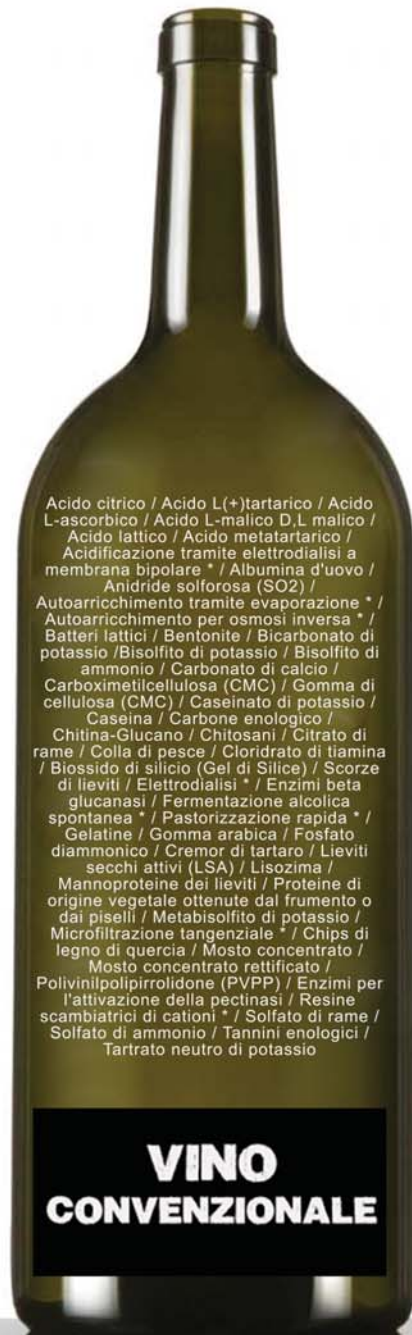 Acido citrico / Acido L(+)tartarico / Acido
L-ascorbico / Acido L-malico D,L malico /
Acido lattico / Acido metatartarico /
Acidificazione tramite elettrodialisi a
membrana bipolare * / Albumina d'uovo /
Anidride solforosa (SO2) /
Autoarricchimento tramite evaporazione * /
Autoarricchimento per osmosi inversa * /
Batteri lattici / Bentonite / Bicarbonato di
potassio /Bisolfito di potassio / Bisolfito di
ammonio / Carbonato di calcio /
Carboximetilcellulosa (CMC) / Gomma di
cellulosa (CMC) / Caseinato di potassio /
Caseina / Carbone enologico /
Chitina-Glucano / Chitosani / Citrato di
rame / Colla di pesce / Cloridrato di tiamina
/ Biossido di silicio (Gel di Silice) / Scorze
di lieviti / Elettrodialisi * / Enzimi beta
glucanasi / Fermentazione alcolica
spontanea * / Pastorizzazione rapida * /
Gelatine / Gomma arabica / Fosfato
diammonico / Cremor di tartaro / Lieviti
secchi attivi (LSA) / Lisozima /
Mannoproteine dei lieviti / Proteine di
origine vegetale ottenute dal frumento o
dai piselli / Metabisolfito di potassio /
Microfiltrazione tangenziale * / Chips di
legno di quercia / Mosto concentrato /
Mosto concentrato rettificato /
Polivinilpolipirrolidone (PVPP) / Enzimi per
l'attivazione della pectinasi / Resine
scambiatrici di cationi * / Solfato di rame /
Solfato di ammonio / Tannini enologici /
Tartrato neutro di potassio
VINO
CONVENZIONALE